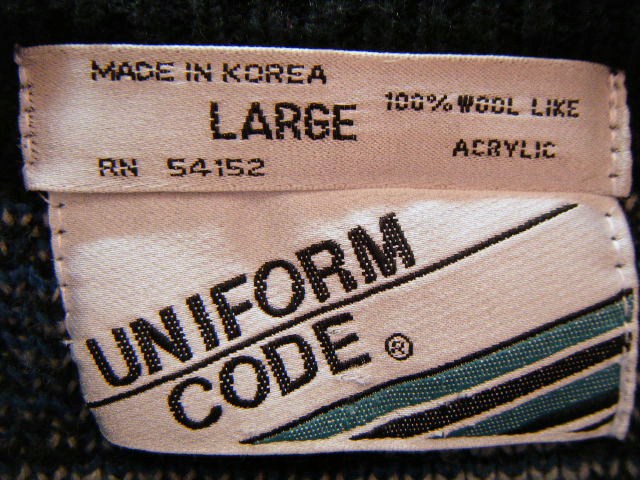 MADE IN KOREA
LARGE
100% WOOL LIKE
ACRYLIC
RN 54152
UNIFORM
CODE ®